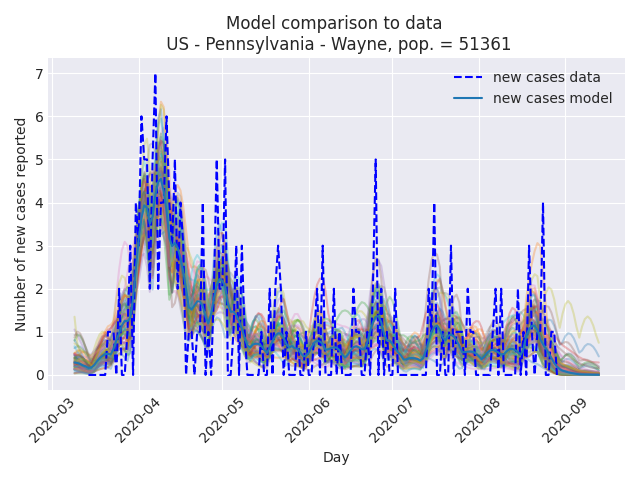 Model comparison to data
US - Pennsylvania - Wayne, pop. = 51361
new cases data
new cases model
Number of new cases reported
7
6
5
4
3
2
1
0
2020-03
2020-04
2020-05
2020-06
2020-07
2020-08
2020-09
Day